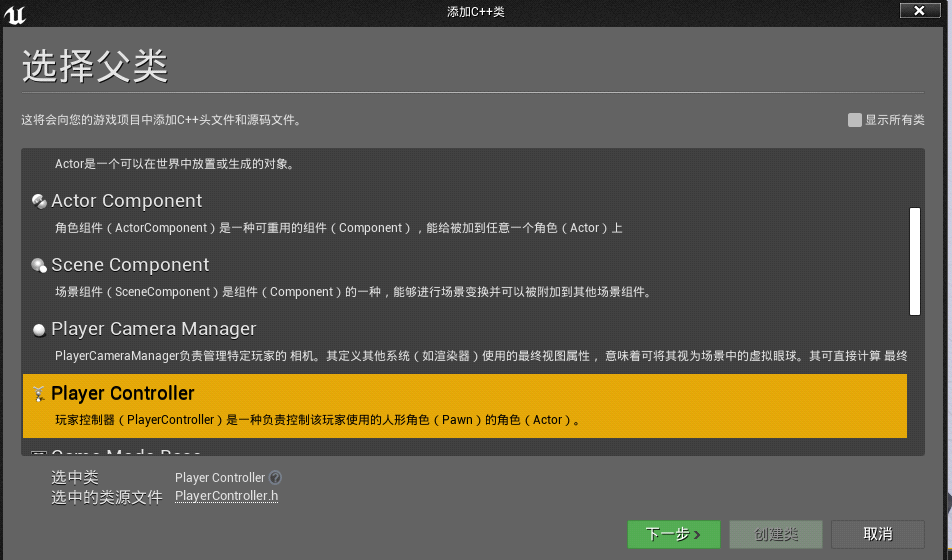 添加C++类
选择父类
这将会向您的游戏项目中添加C++头文件和源码文件。
显示所有类
Actor是一个可以在世界中放置或生成的对象。
Actor Component
角色组件（ActorComponent）是一种可重用的组件（Component），能给被加到任意一个角色（Actor）上
Scene Component
场景组件（SceneComponent）是组件（Component）的一种，能够进行场景变换并可以被附加到其他场景组件。
Player Camera Manager
PlayerCameraManager负责管理特定玩家的 相机。其定义其他系统（如渲染器）使用的最终视图属性， 意味着可将其视为场景中的虚拟眼球。其可直接计算 最终
Player Controller
玩家控制器（PlayerController）是一种负责控制该玩家使用的人形角色（Pawn）的角色（Actor）。
Game Mode Base
选中类
Player Controller
选中的类源文件
PlayerController.h
下一步
创建类
取消